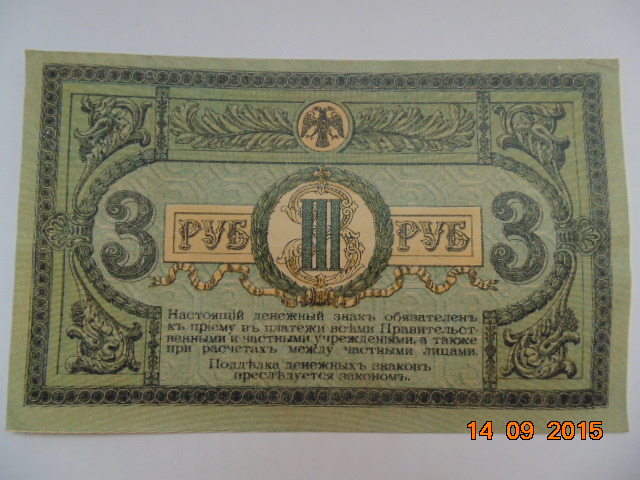 3 РУБ III РУБ 3
Настоящій денежный знакъ обязателенъ
къ пріему въ платежи всѣми Правительст-
венными и частными учрежденіями, а также
при расчетахъ между частными лицами.
Поддѣлка денежныхъ знаковъ
преслѣдуется закономъ.
14 09 2015